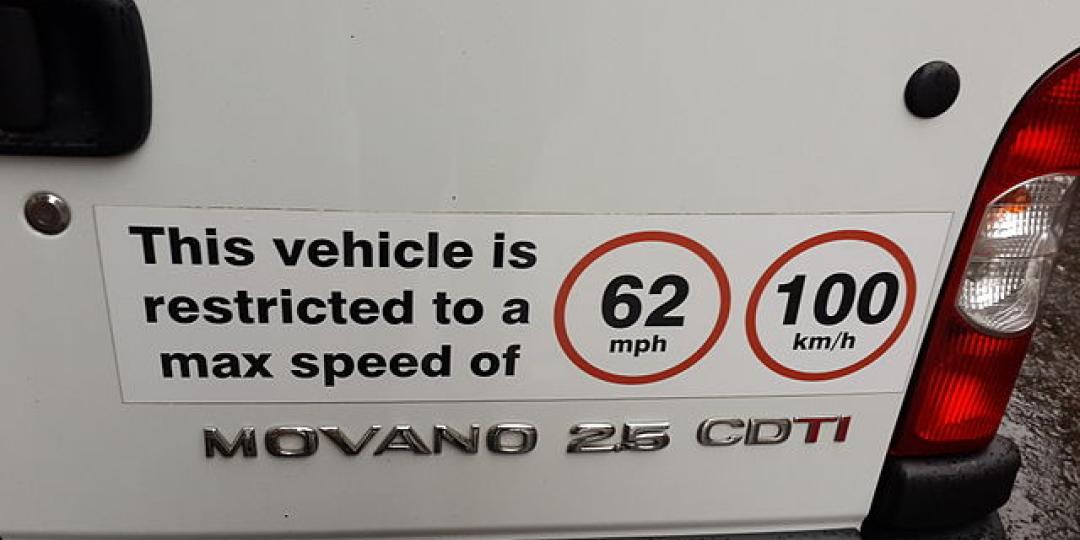 This vehicle is
restricted to a
max speed of
62
mph
100
km/h
MOVANO 2.5 CDTI